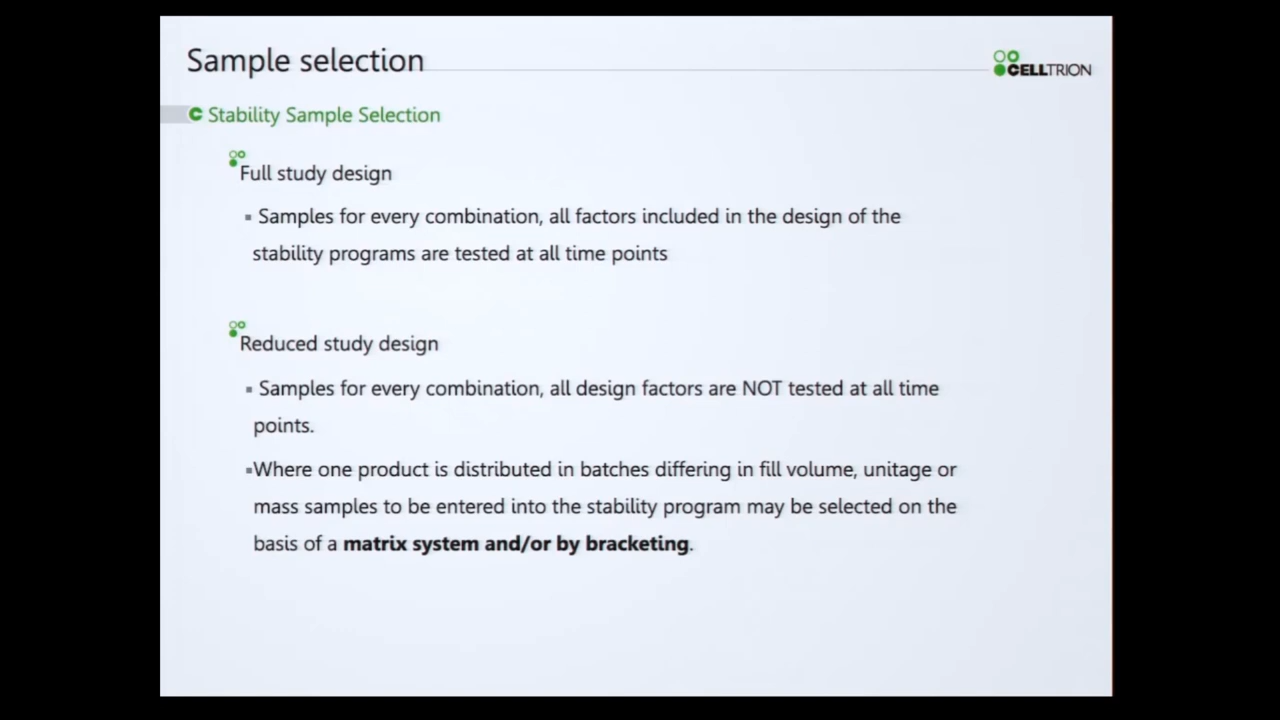 Sample selection
CELLTRION
Stability Sample Selection
Full study design
▪ Samples for every combination, all factors included in the design of the
stability programs are tested at all time points
Reduced study design
▪ Samples for every combination, all design factors are NOT tested at all time
points.
▪Where one product is distributed in batches differing in fill volume, unitage or
mass samples to be entered into the stability program may be selected on the
basis of a matrix system and/or by bracketing.